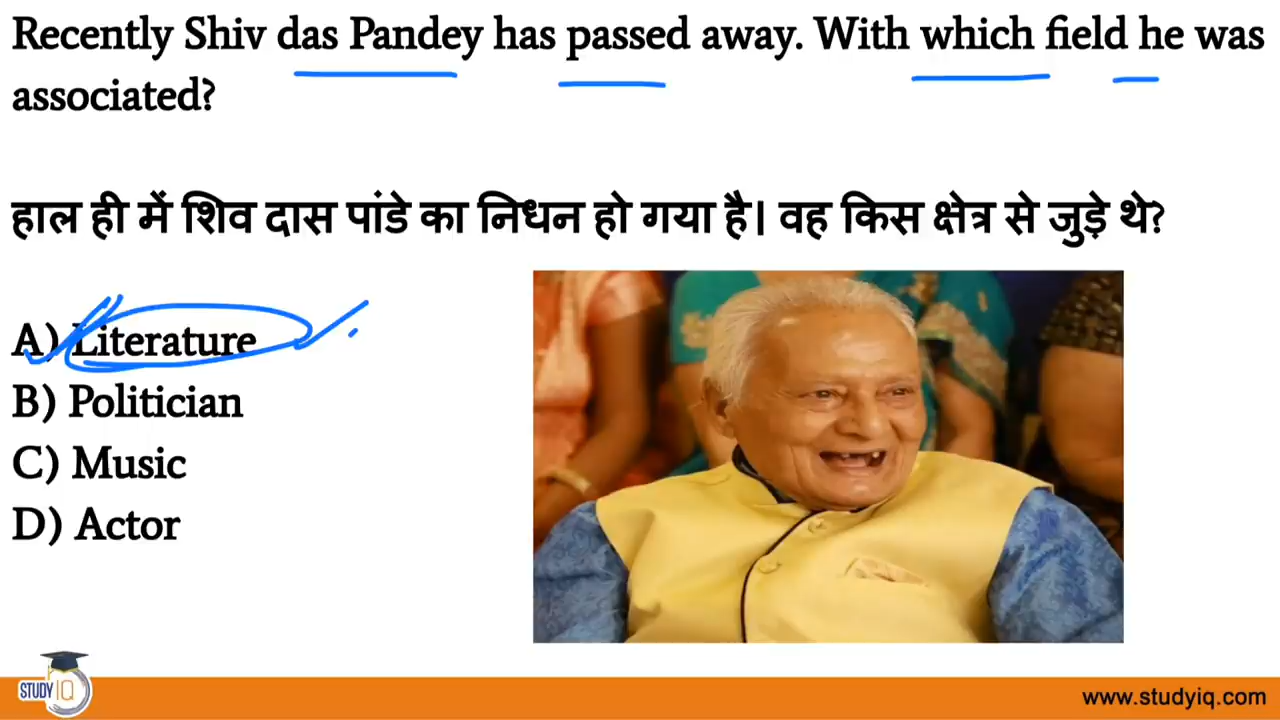 Recently Shiv das Pandey has passed away. With which field he was
associated?
हाल ही में शिव दास पांडे का निधन हो गया है। वह किस क्षेत्र से जुड़े थे?
A) Literature
B) Politician
C) Music
D) Actor
STUDY IQ
www.studyiq.com